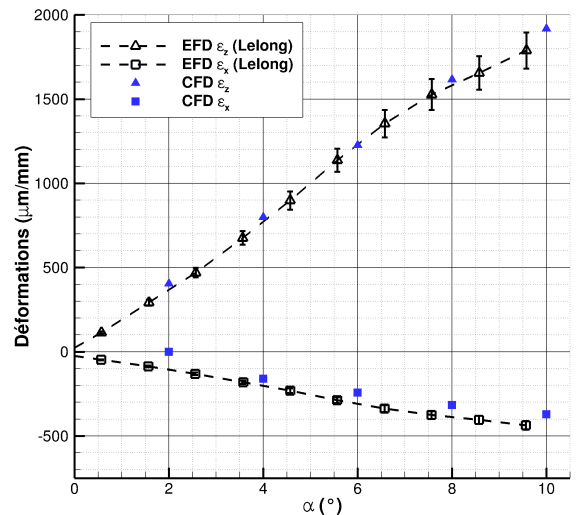 2000
EFD εz (Lelong)
EFD εx (Lelong)
CFD εz
CFD εx
1500
1000
500
0
-500
Déformations (μm/mm)
0 2 4 6 8 10
α (°)